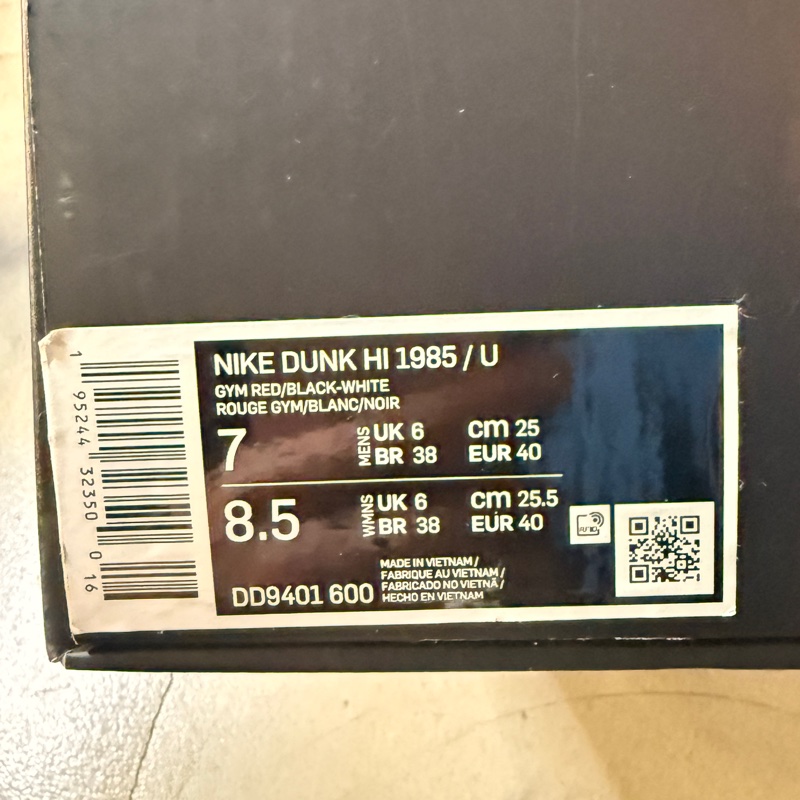 NIKE DUNK HI 1985 / U
GYM RED/BLACK-WHITE
ROUGE GYM/BLANC/NOIR
7 MENS UK 6 CM 25
BR 38 EUR 40
8.5 WMNS UK 6 CM 25.5
BR 38 EUR 40
DD9401 600
MADE IN VIETNAM /
FABRIQUE AU VIETNAM /
FABRICADO NO VIETNÃ /
HECHO EN VIETNAM
RFID
1 95244 32350 0 16